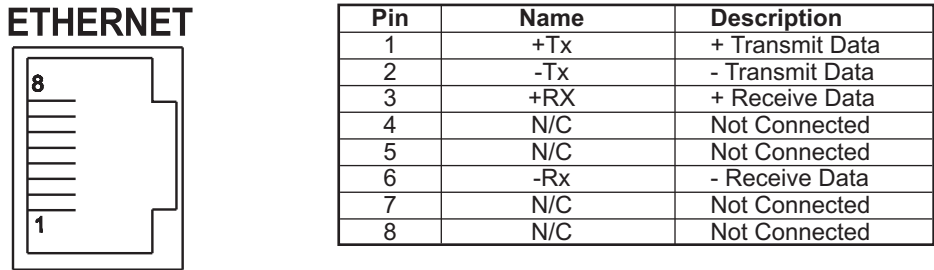 ETHERNET
8
1
Pin Name Description
1 +Tx + Transmit Data
2 -Tx - Transmit Data
3 +RX + Receive Data
4 N/C Not Connected
5 N/C Not Connected
6 -Rx - Receive Data
7 N/C Not Connected
8 N/C Not Connected